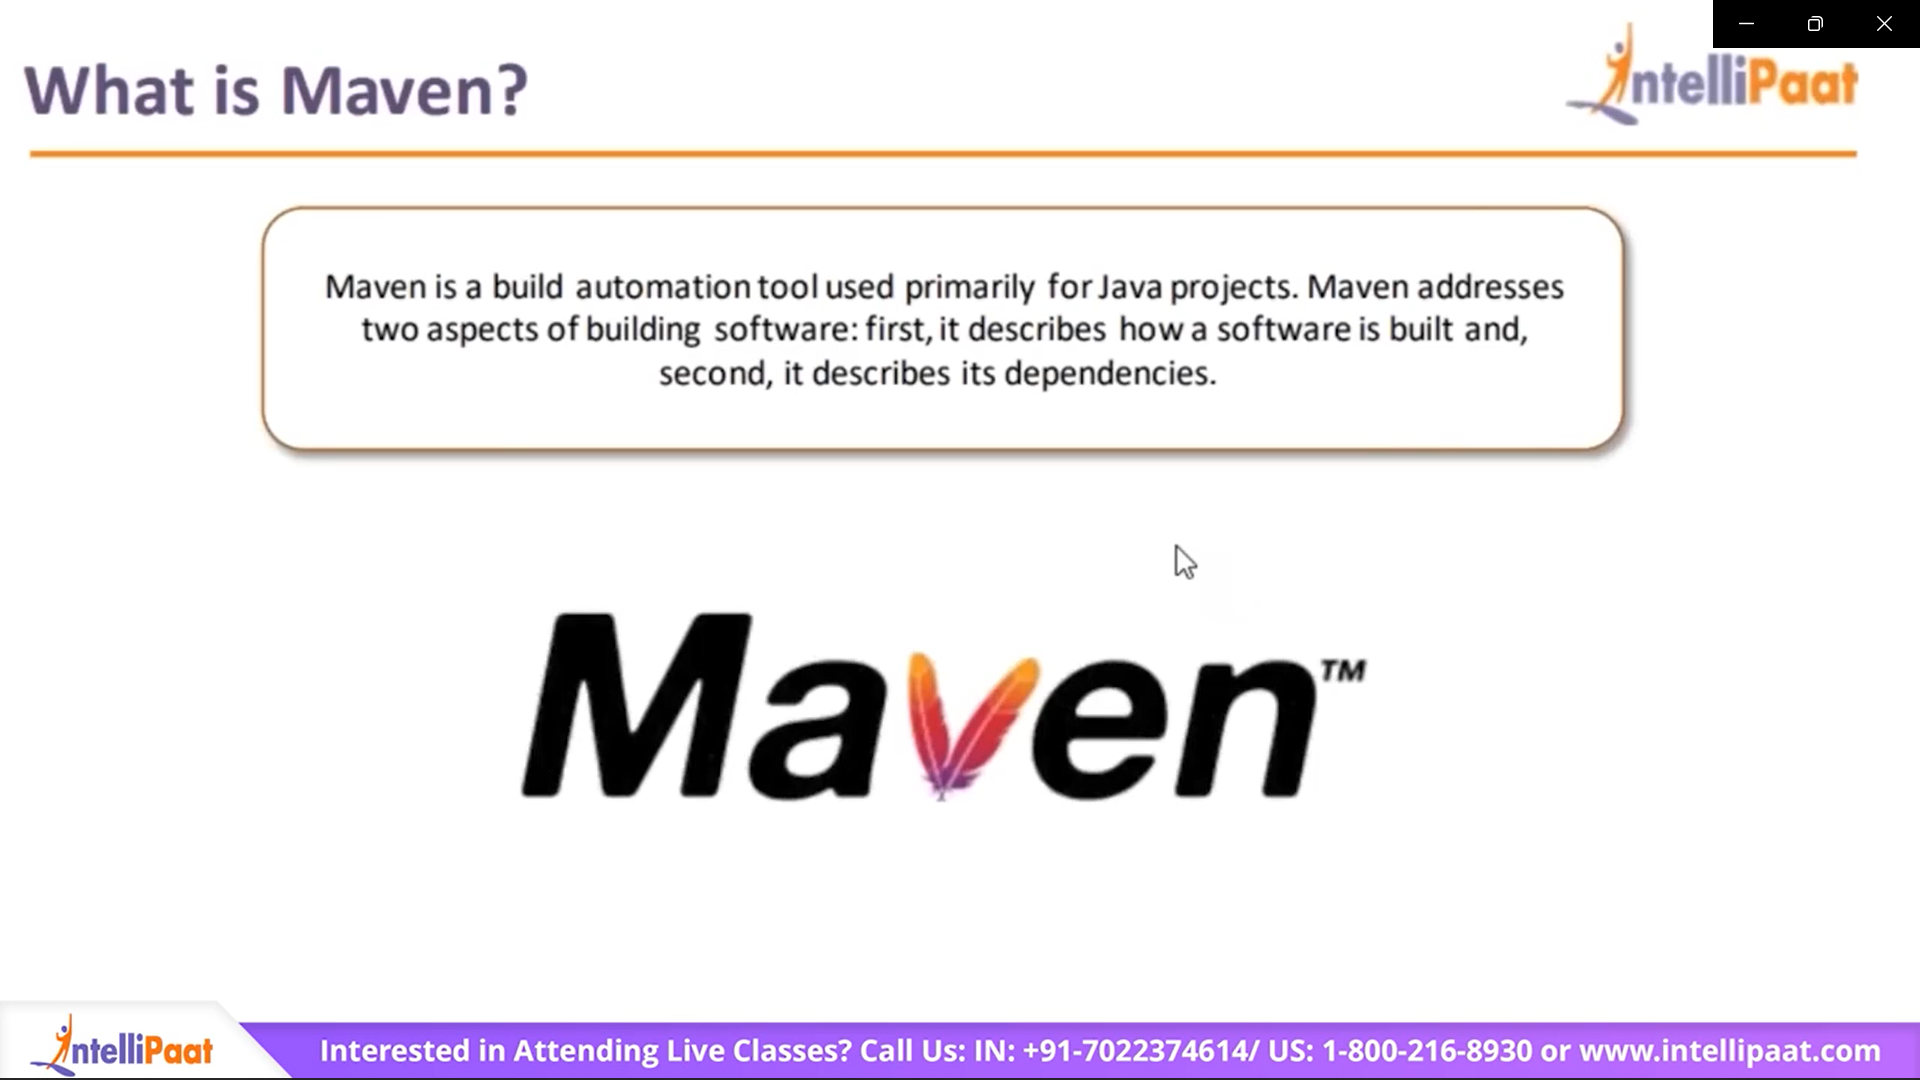 What is Maven?
IntelliPaat
Maven is a build automation tool used primarily for Java projects. Maven addresses
two aspects of building software: first, it describes how a software is built and,
second, it describes its dependencies.
Maven™
IntelliPaat
Interested in Attending Live Classes? Call Us: IN: +91-7022374614/ US: 1-800-216-8930 or www.intellipaat.com